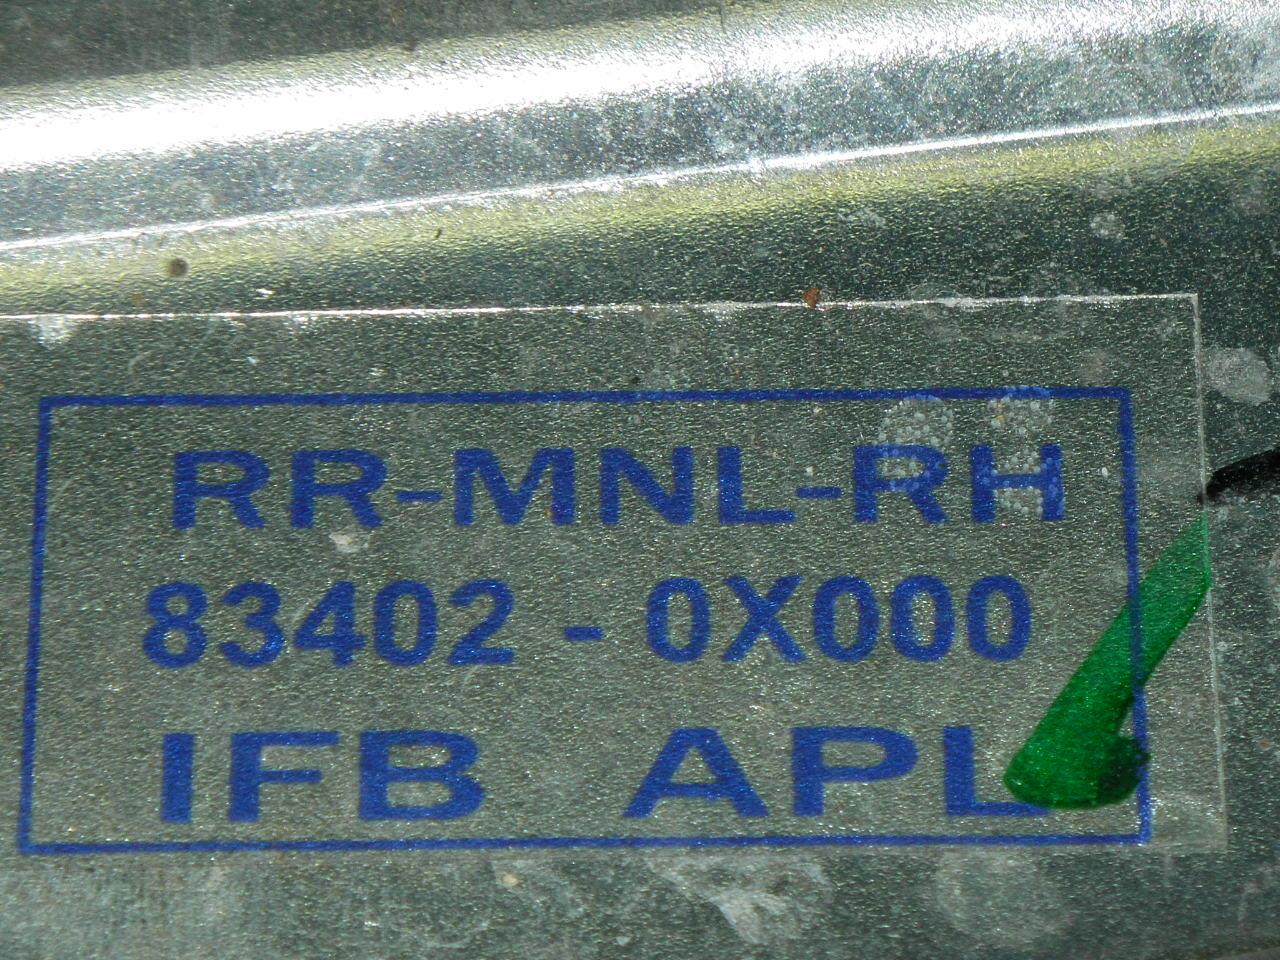 RR-MNL-RH
83402 - 0X000
IFB APL